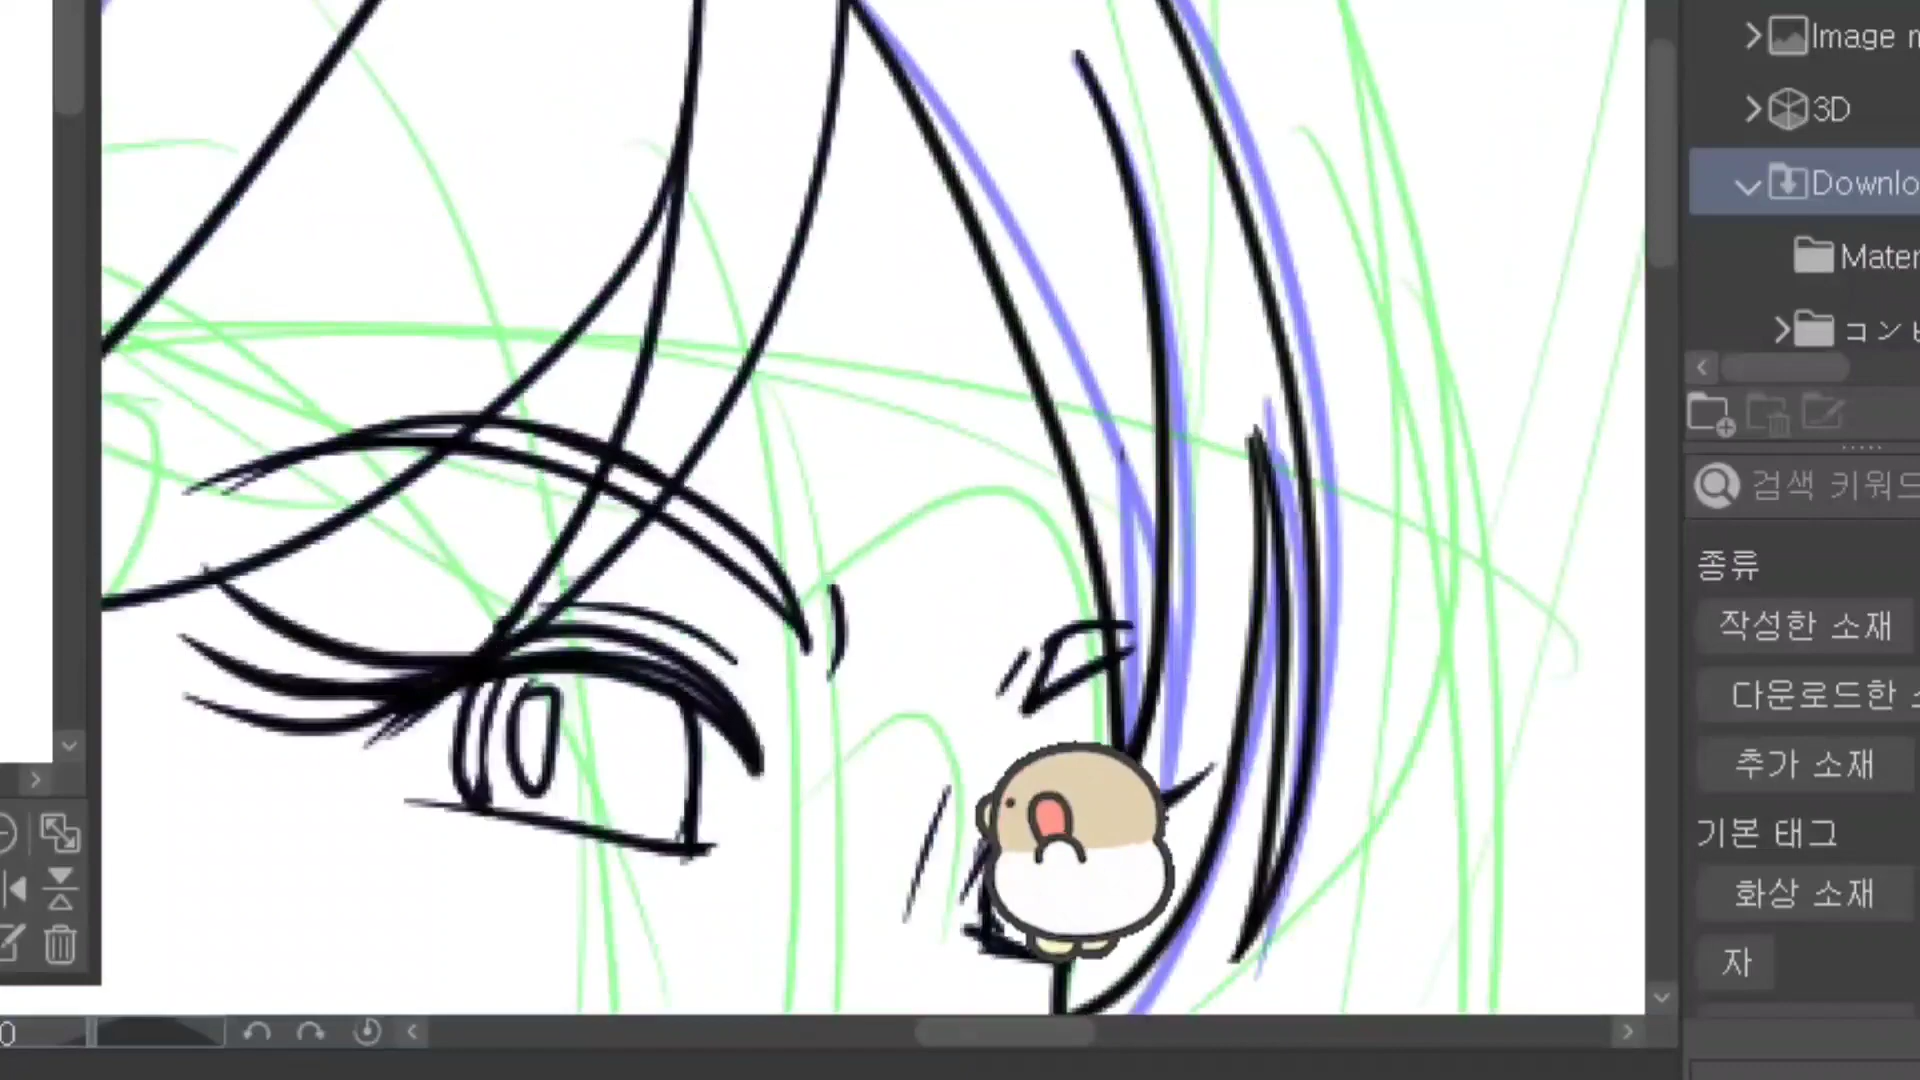 Image m
3D
Downlo
Mater
コンピ
검색 키워드
종류
작성한 소재
다운로드한 소
추가 소재
기본 태그
화상 소재
자
0